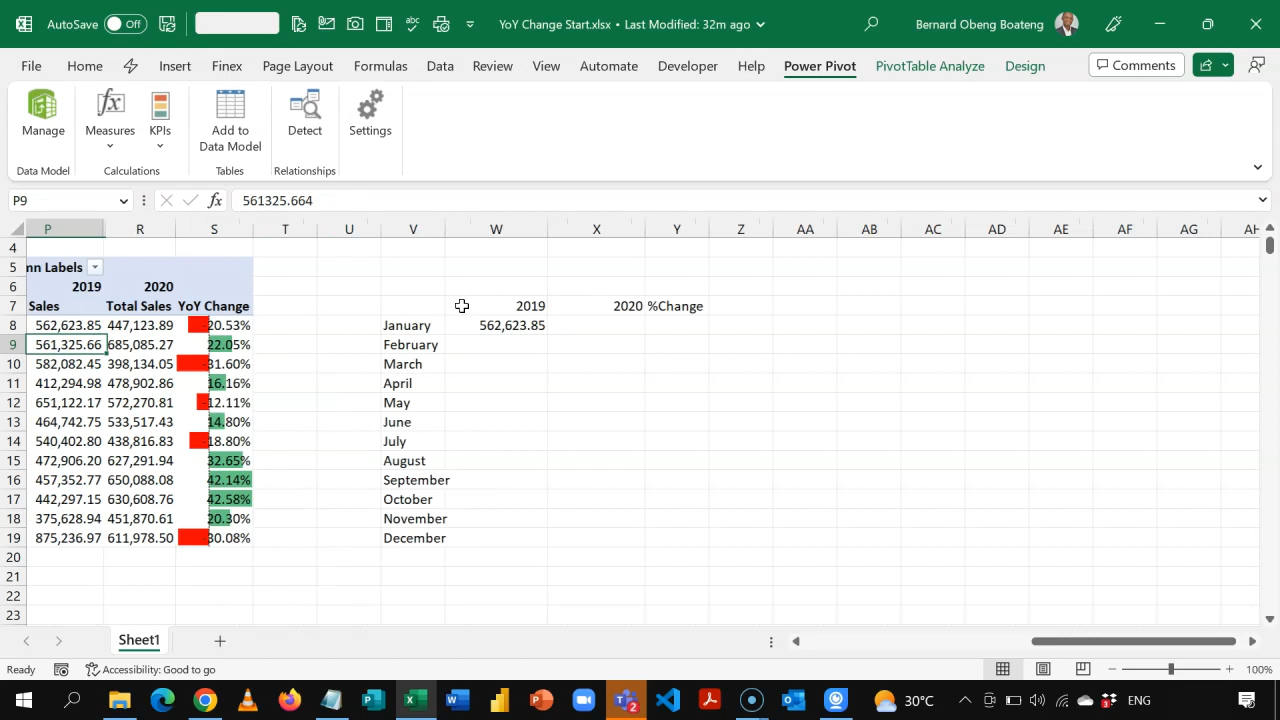 AutoSave Off abc YoY Change Start.xlsx • Last Modified: 32m ago Bernard Obeng Boateng
File Home Insert Finex Page Layout Formulas Data Review View Automate Developer Help Power Pivot PivotTable Analyze Design Comments
Manage Measures KPIs Add to Data Model Detect Settings
Data Model Calculations Tables Relationships
P9 fx 561325.664
P R S T U V W X Y Z AA AB AC AD AE AF AG AH
4
5 mn Labels
6 2019 2020
7 Sales Total Sales YoY Change 2019 2020 %Change
8 562,623.85 447,123.89 -20.53% January 562,623.85
9 561,325.66 685,085.27 22.05% February
10 582,082.45 398,134.05 -31.60% March
11 412,294.98 478,902.86 16.16% April
12 651,122.17 572,270.81 -12.11% May
13 464,742.75 533,517.43 14.80% June
14 540,402.80 438,816.83 -18.80% July
15 472,906.20 627,291.94 32.65% August
16 457,352.77 650,088.08 42.14% September
17 442,297.15 630,608.76 42.58% October
18 375,628.94 451,870.61 20.30% November
19 875,236.97 611,978.50 -30.08% December
20
21
22
23
Sheet1
Ready Accessibility: Good to go 100%
2 30°C ENG